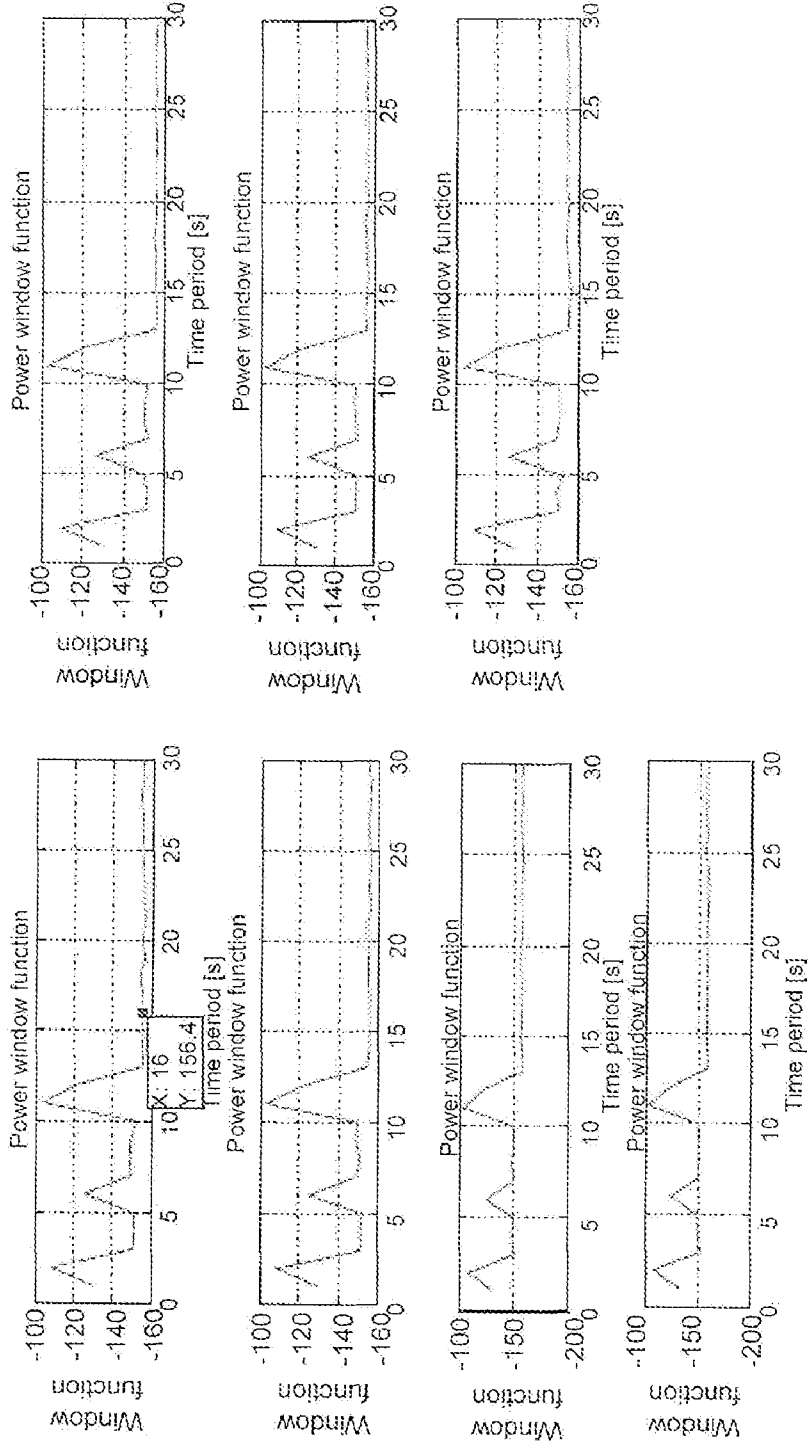 Power window function
Window
function
-100
-120
-140
-160
X: 16
Y: 156.4
0 5 10 20 25 30
Time period [s]
Power window function
Window
function
-100
-120
-140
-160
0 5 10 15 20 25 30
Power window function
Window
function
-100
-150
-200
0 5 10 15 20 25 30
Time period [s]
Power window function
Window
function
-100
-150
-200
0 5 10 15 20 25 30
Time period [s]
Power window function
Window
function
-100
-120
-140
-160
0 5 10 15 20 25 30
Time period [s]
Power window function
Window
function
-100
-120
-140
-160
0 5 10 15 20 25 30
Power window function
Window
function
-100
-120
-140
-160
0 5 10 15 20 25 30
Time period [s]